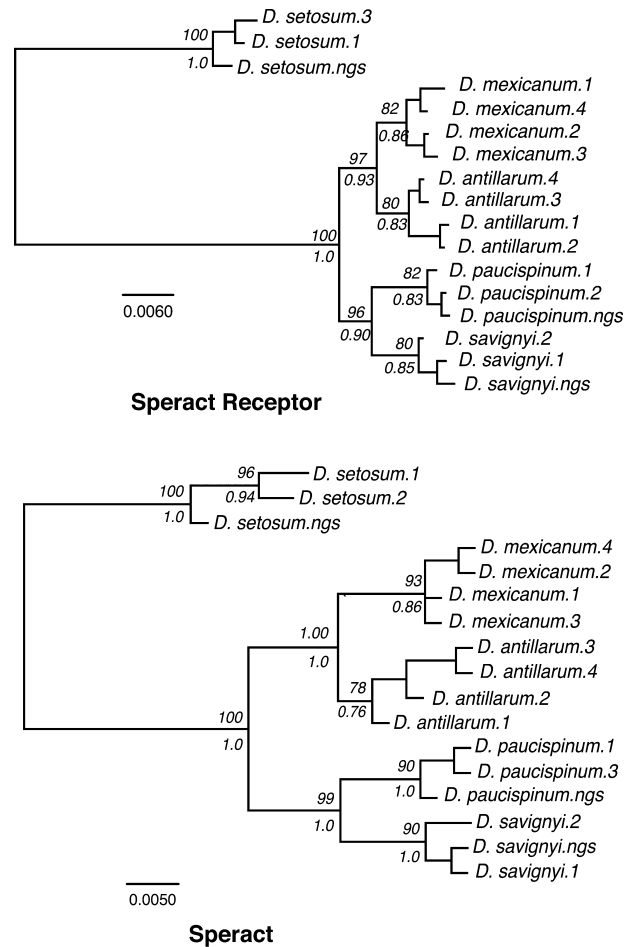 D. setosum.3
100
D. setosum.1
1.0
D. setosum.ngs
D. mexicanum.1
82
D. mexicanum.4
0.86
D. mexicanum.2
D. mexicanum.3
97
0.93
D. antillarum.4
80
D. antillarum.3
0.83
D. antillarum.1
D. antillarum.2
100
1.0
82
D. paucispinum.1
0.83
D. paucispinum.2
D. paucispinum.ngs
96
0.90
80
D. savignyi.2
0.85
D. savignyi.1
D. savignyi.ngs
0.0060
Speract Receptor
96
D. setosum.1
0.94
D. setosum.2
100
1.0
D. setosum.ngs
D. mexicanum.4
93
D. mexicanum.2
0.86
D. mexicanum.1
D. mexicanum.3
1.00
1.0
D. antillarum.3
D. antillarum.4
78
D. antillarum.2
0.76
D. antillarum.1
100
1.0
D. paucispinum.1
90
D. paucispinum.3
1.0
D. paucispinum.ngs
99
1.0
D. savignyi.2
90
D. savignyi.ngs
1.0
D. savignyi.1
0.0050
Speract